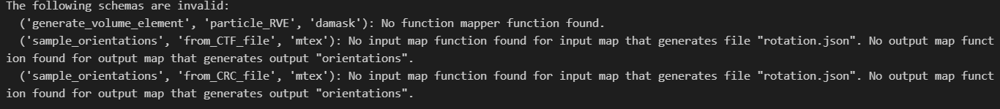 The following schemas are invalid:
  ('generate_volume_element', 'particle_RVE', 'damask'): No function mapper function found.
  ('sample_orientations', 'from_CTF_file', 'mtex'): No input map function found for input map that generates file "rotation.json". No output map funct
ion found for output map that generates output "orientations".
  ('sample_orientations', 'from_CRC_file', 'mtex'): No input map function found for input map that generates file "rotation.json". No output map funct
ion found for output map that generates output "orientations".